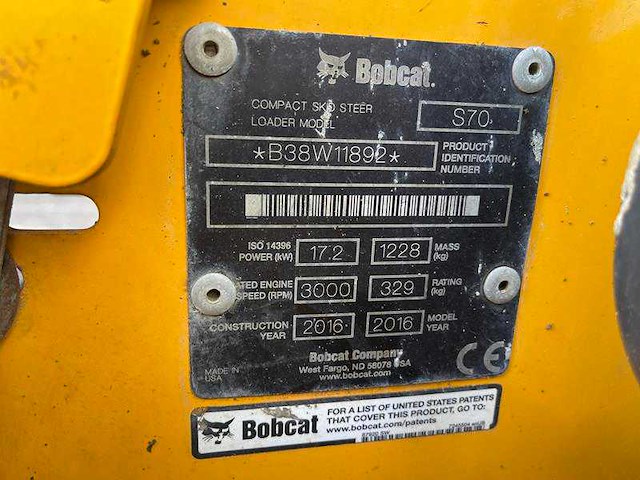 Bobcat®
COMPACT SKID STEER
LOADER MODEL S70
*B38W11892* PRODUCT IDENTIFICATION NUMBER
ISO 14396 POWER (kW) 17.2 1228 MASS (kg)
RATED ENGINE SPEED (RPM) 3000 329 RATING (kg)
CONSTRUCTION YEAR 2016 2016 MODEL YEAR
Bobcat Company
West Fargo, ND 58078 USA
www.bobcat.com
MADE IN
USA
CE
Bobcat
FOR A LIST OF UNITED STATES PATENTS
THAT COVER THIS PRODUCT, GO TO:
www.bobcat.com/patents